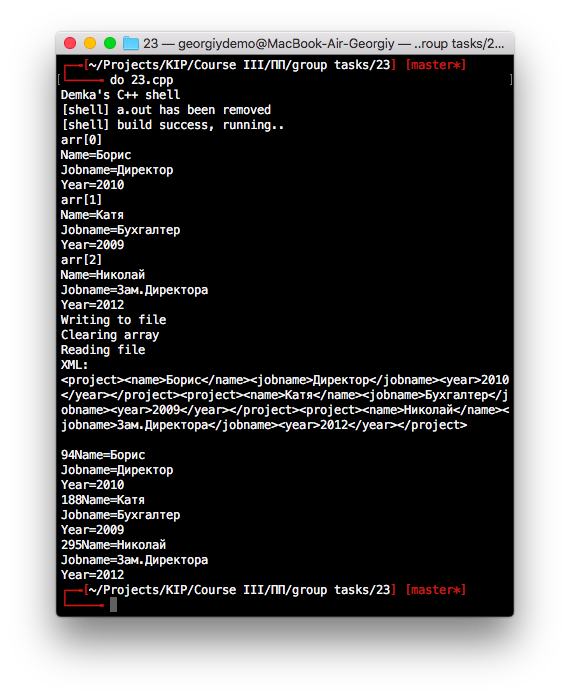 23 — georgiydemo@MacBook-Air-Georgiy — ..roup tasks/2...
[~/Projects/KIP/Course III/ПП/group tasks/23] [master*]
do 23.cpp
Demka's C++ shell
[shell] a.out has been removed
[shell] build success, running..
arr[0]
Name=Борис
Jobname=Директор
Year=2010
arr[1]
Name=Катя
Jobname=Бухгалтер
Year=2009
arr[2]
Name=Николай
Jobname=Зам.Директора
Year=2012
Writing to file
Clearing array
Reading file
XML:
<project><name>Борис</name><jobname>Директор</jobname><year>2010
</year></project><project><name>Катя</name><jobname>Бухгалтер</j
obname><year>2009</year></project><project><name>Николай</name><
jobname>Зам.Директора</jobname><year>2012</year></project>
94Name=Борис
Jobname=Директор
Year=2010
188Name=Катя
Jobname=Бухгалтер
Year=2009
295Name=Николай
Jobname=Зам.Директора
Year=2012
[~/Projects/KIP/Course III/ПП/group tasks/23] [master*]